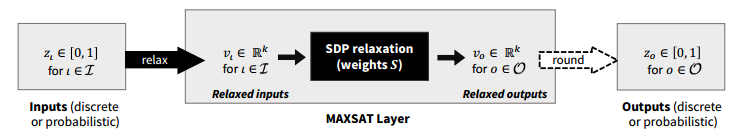 z_ι ∈ [0, 1]
for ι ∈ ℐ
Inputs (discrete
or probabilistic)
relax
v_ι ∈ ℝ^k
for ι ∈ ℐ
Relaxed inputs
SDP relaxation
(weights S)
v_o ∈ ℝ^k
for o ∈ 𝒪
Relaxed outputs
MAXSAT Layer
round
z_o ∈ [0, 1]
for o ∈ 𝒪
Outputs (discrete
or probabilistic)